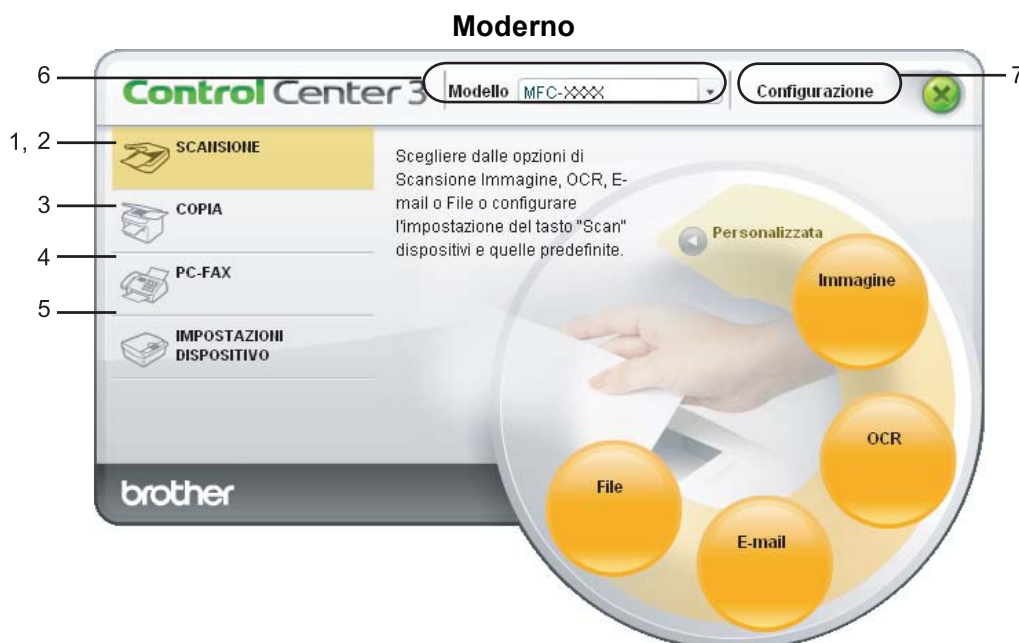 Moderno
6
Control Center 3
Modello MFC-XXXX
Configurazione
7
1, 2
SCANSIONE
3
COPIA
4
PC-FAX
5
IMPOSTAZIONI
DISPOSITIVO
Scegliere dalle opzioni di
Scansione Immagine, OCR, E-
mail o File o configurare
l'impostazione del tasto "Scan"
dispositivi e quelle predefinite.
Personalizzata
Immagine
OCR
E-mail
File
brother